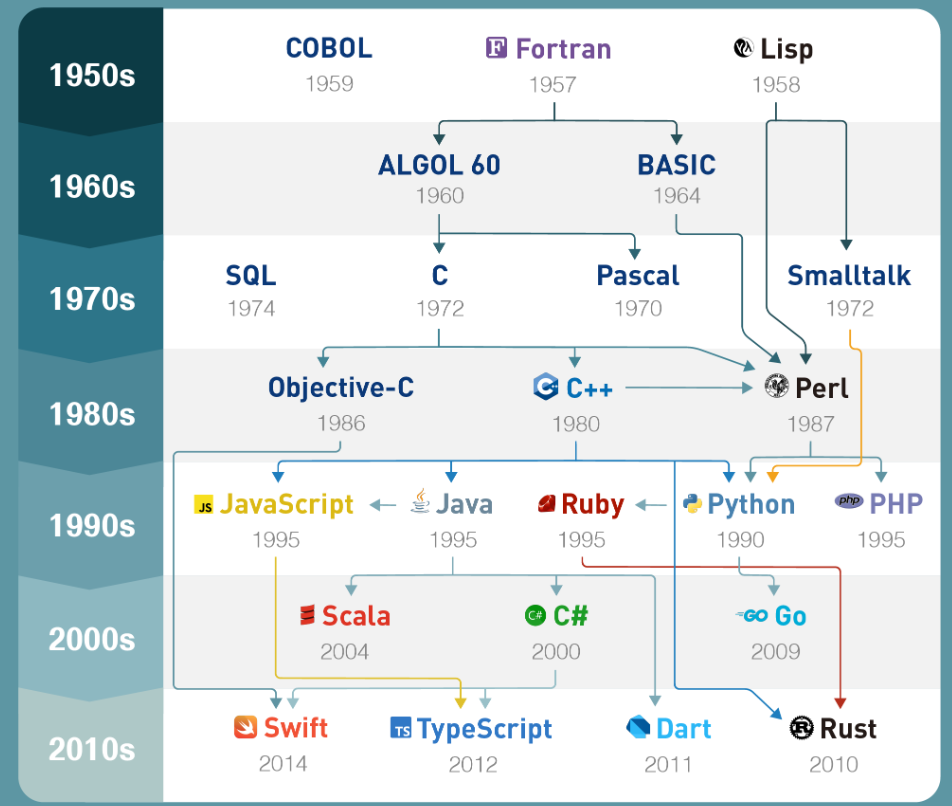 1950s
COBOL
1959
F Fortran
1957
Lisp
1958
1960s
ALGOL 60
1960
BASIC
1964
1970s
SQL
1974
C
1972
Pascal
1970
Smalltalk
1972
1980s
Objective-C
1986
C++
1980
Perl
1987
1990s
JS JavaScript
1995
Java
1995
Ruby
1995
Python
1990
php PHP
1995
2000s
Scala
2004
C# C#
2000
GO Go
2009
2010s
Swift
2014
TS TypeScript
2012
Dart
2011
R Rust
2010